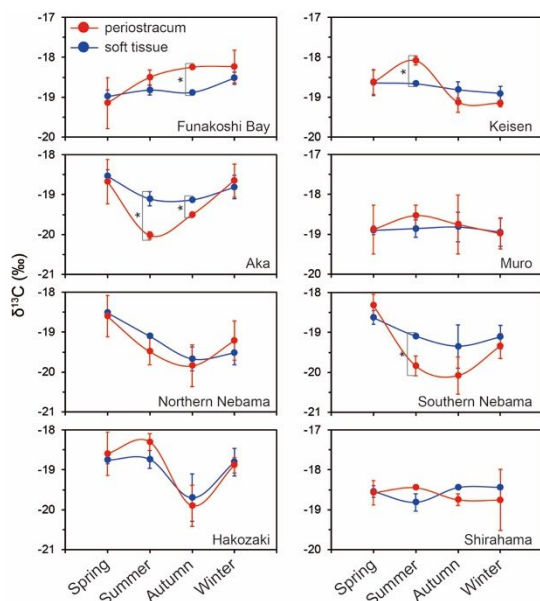 δ¹³C (‰)
-17
-18
-19
-20
periostracum
soft tissue
*
Funakoshi Bay
-17
-18
-19
-20
*
Keisen
-18
-19
-20
-21
*
*
Aka
-17
-18
-19
-20
Muro
-18
-19
-20
-21
Northern Nebama
-18
-19
-20
-21
*
Southern Nebama
-18
-19
-20
-21
Hakozaki
-17
-18
-19
-20
Shirahama
Spring
Summer
Autumn
Winter
Spring
Summer
Autumn
Winter